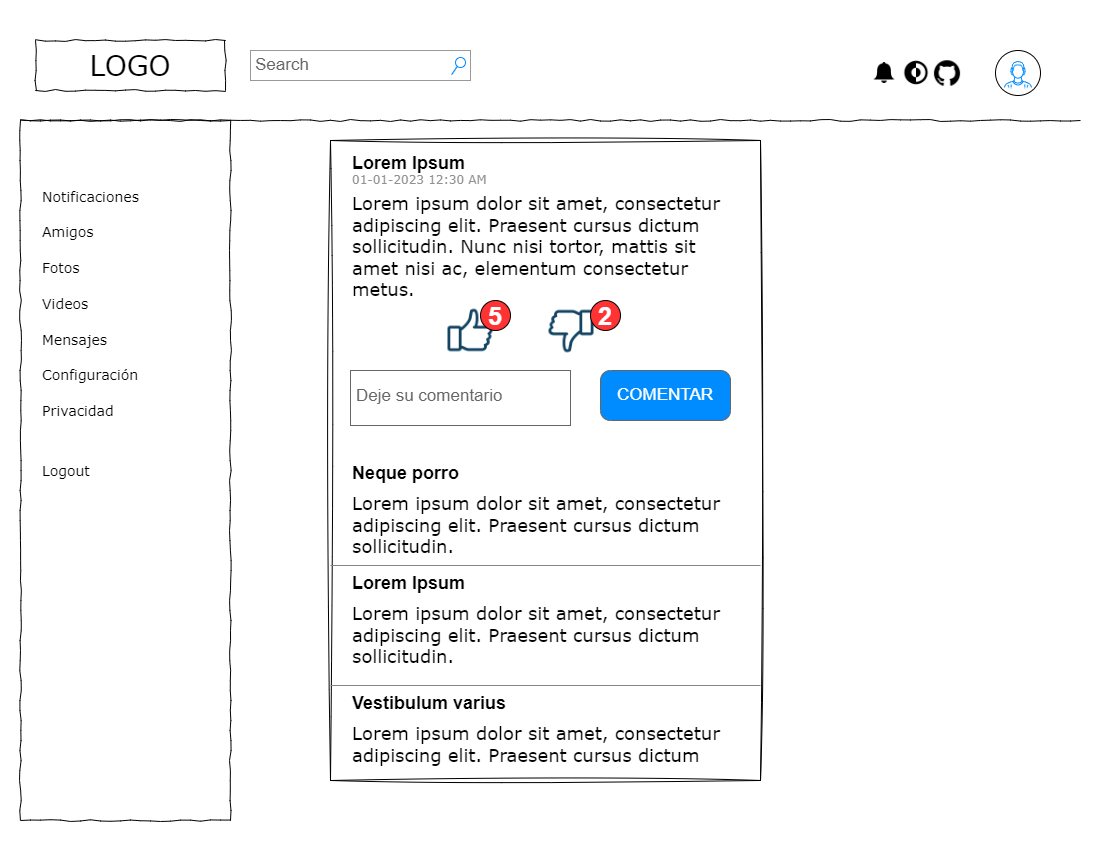 LOGO
Search
Notificaciones
Amigos
Fotos
Videos
Mensajes
Configuración
Privacidad
Logout
Lorem Ipsum
01-01-2023 12:30 AM
Lorem ipsum dolor sit amet, consectetur
adipiscing elit. Praesent cursus dictum
sollicitudin. Nunc nisi tortor, mattis sit
amet nisi ac, elementum consectetur
metus.
5
2
Deje su comentario
COMENTAR
Neque porro
Lorem ipsum dolor sit amet, consectetur
adipiscing elit. Praesent cursus dictum
sollicitudin.
Lorem Ipsum
Lorem ipsum dolor sit amet, consectetur
adipiscing elit. Praesent cursus dictum
sollicitudin.
Vestibulum varius
Lorem ipsum dolor sit amet, consectetur
adipiscing elit. Praesent cursus dictum